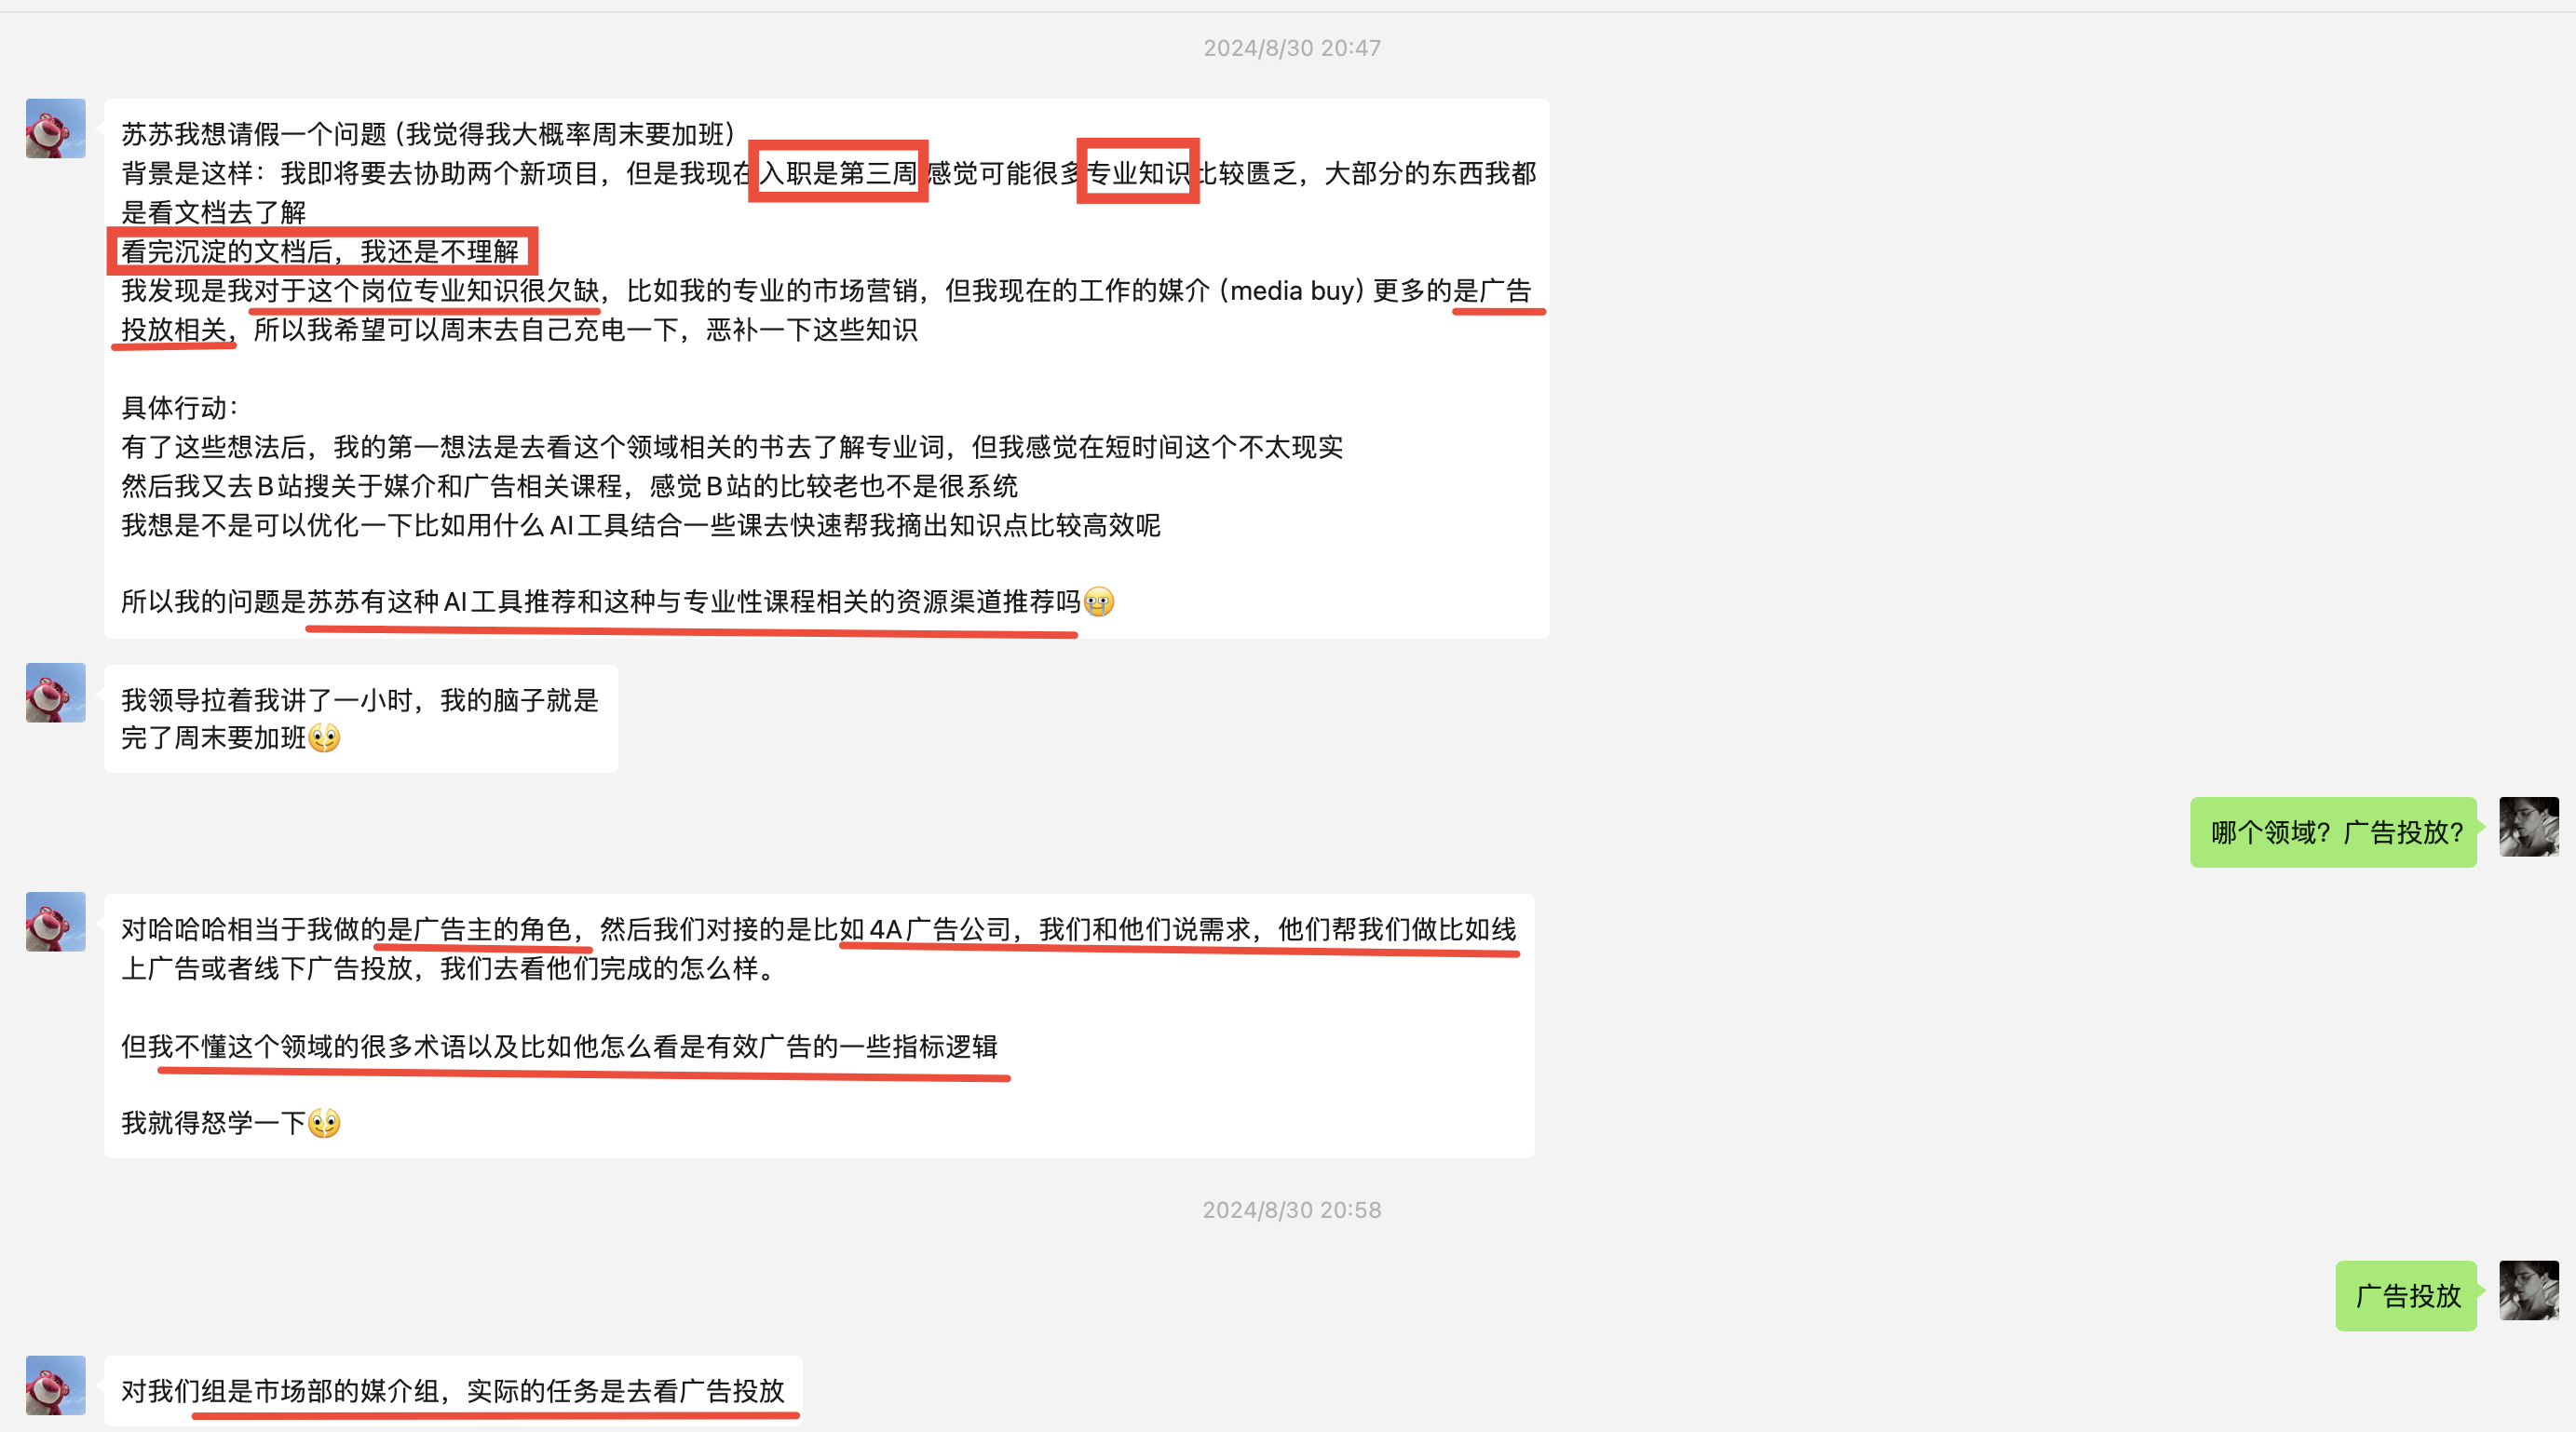 2024/8/30 20:47
苏苏我想请假一个问题（我觉得我大概率周末要加班）
背景是这样：我即将要去协助两个新项目，但是我现在入职是第三周感觉可能很多专业知识比较匮乏，大部分的东西我都
是看文档去了解
看完沉淀的文档后，我还是不理解
我发现是我对于这个岗位专业知识很欠缺，比如我的专业的市场营销，但我现在的工作的媒介（media buy）更多的是广告
投放相关，所以我希望可以周末去自己充电一下，恶补一下这些知识
具体行动：
有了这些想法后，我的第一想法是去看这个领域相关的书去了解专业词，但我感觉在短时间这个不太现实
然后我又去B站搜关于媒介和广告相关课程，感觉B站的比较老也不是很系统
我想是不是可以优化一下比如用什么AI工具结合一些课去快速帮我摘出知识点比较高效呢
所以我的问题是苏苏有这种AI工具推荐和这种与专业性课程相关的资源渠道推荐吗
我领导拉着我讲了一小时，我的脑子就是
完了周末要加班
哪个领域？广告投放？
对哈哈哈相当于我做的是广告主的角色，然后我们对接的是比如4A广告公司，我们和他们说需求，他们帮我们做比如线
上广告或者线下广告投放，我们去看他们完成的怎么样。
但我不懂这个领域的很多术语以及比如他怎么看是有效广告的一些指标逻辑
我就得怒学一下
2024/8/30 20:58
广告投放
对我们组是市场部的媒介组，实际的任务是去看广告投放